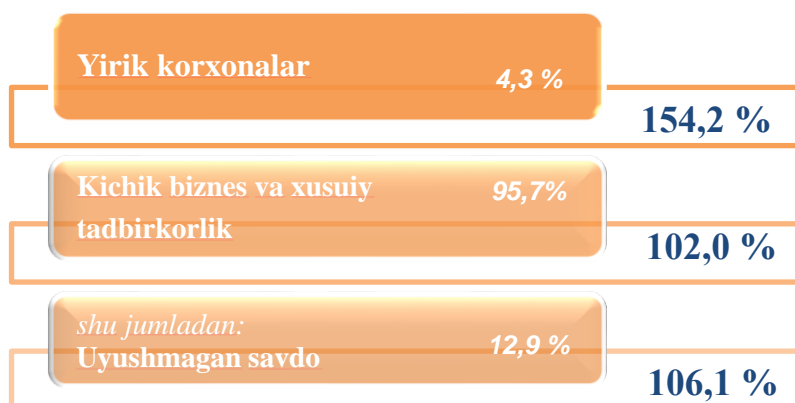 Yirik korxonalar 4,3 %
154,2 %
Kichik biznes va xusuiy 95,7%
tadbirkorlik
102,0 %
shu jumladan:
Uyushmagan savdo 12,9 %
106,1 %